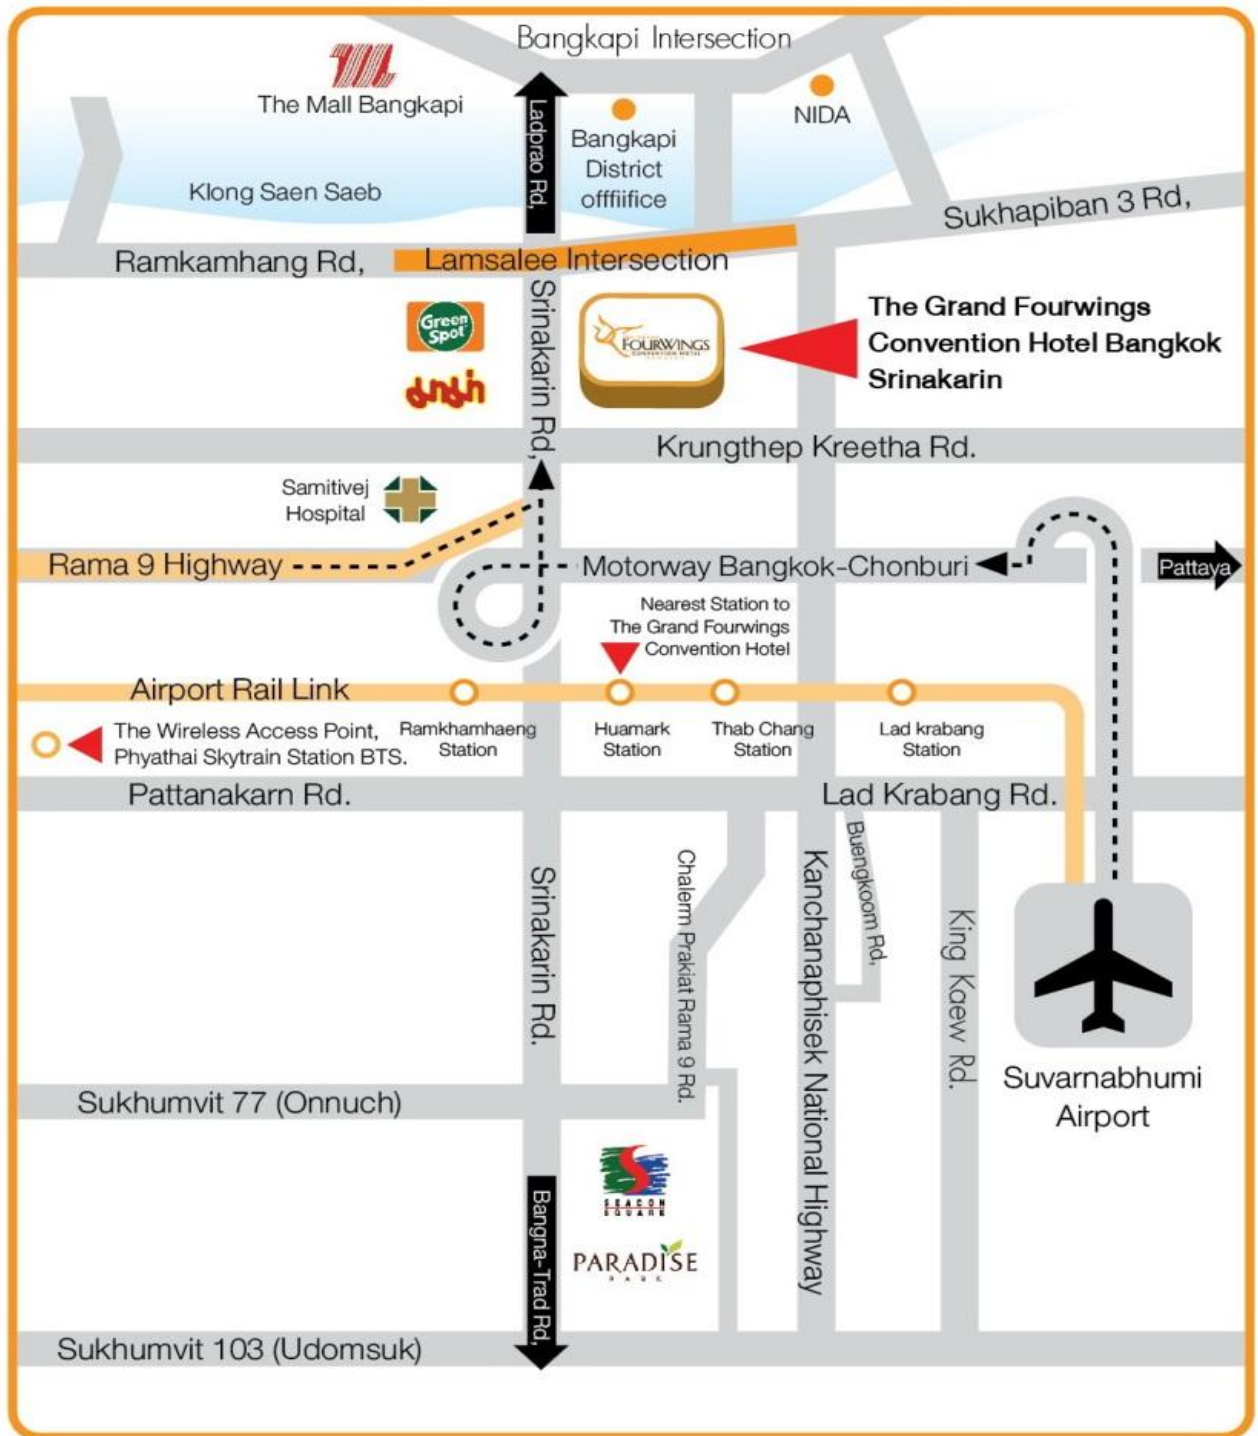 Bangkapi Intersection
The Mall Bangkapi
Ladprao Rd,
NIDA
Bangkapi
District
offfiifice
Klong Saen Saeb
Sukhapiban 3 Rd,
Ramkamhang Rd,
Lamsalee Intersection
Green
Spot
Srinakarin Rd,
FOURWINGS
CONVENTION HOTEL
The Grand Fourwings
Convention Hotel Bangkok
Srinakarin
Krungthep Kreetha Rd.
Samitivej
Hospital
Rama 9 Highway
Motorway Bangkok-Chonburi
Pattaya
Nearest Station to
The Grand Fourwings
Convention Hotel
Airport Rail Link
The Wireless Access Point,
Phyathai Skytrain Station BTS.
Ramkhamhaeng
Station
Huamark
Station
Thab Chang
Station
Lad krabang
Station
Pattanakarn Rd.
Lad Krabang Rd.
Srinakarin Rd.
Chalerm Prakiat Rama 9 Rd.
Kanchanaphisek National Highway
Buengkoom Rd,
King Kaew Rd.
Suvarnabhumi
Airport
Sukhumvit 77 (Onnuch)
SEACON
SQUARE
PARADISE
PARK
Bangna-Trad Rd,
Sukhumvit 103 (Udomsuk)